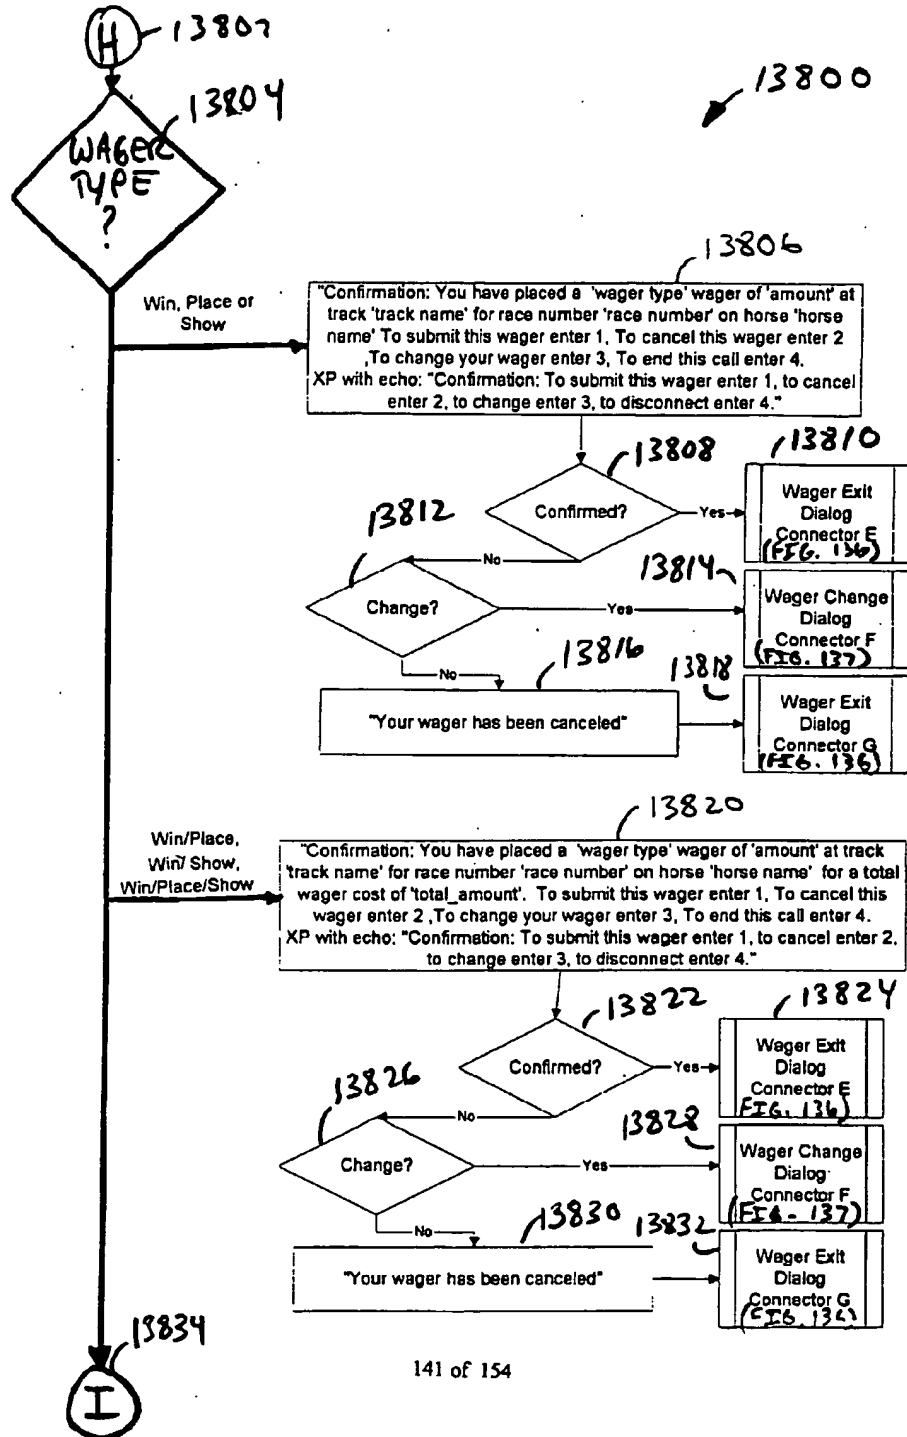 H
13802
13804
13800
WAGER
TYPE
?
13806
Win, Place or
Show
"Confirmation: You have placed a 'wager type' wager of 'amount' at
track 'track name' for race number 'race number' on horse 'horse
name' To submit this wager enter 1, To cancel this wager enter 2
,To change your wager enter 3, To end this call enter 4.
XP with echo: "Confirmation: To submit this wager enter 1, to cancel
enter 2, to change enter 3, to disconnect enter 4."
13808
13810
Confirmed?
Yes
Wager Exit
Dialog
Connector E
(FIG. 136)
No
13812
13814
Change?
Yes
Wager Change
Dialog
Connector F
(FIG. 137)
No
13816
13818
"Your wager has been canceled"
Wager Exit
Dialog
Connector G
(FIG. 136)
13820
Win/Place,
Win/ Show,
Win/Place/Show
"Confirmation: You have placed a 'wager type' wager of 'amount' at track
'track name' for race number 'race number' on horse 'horse name' for a total
wager cost of 'total_amount'. To submit this wager enter 1, To cancel this
wager enter 2 ,To change your wager enter 3, To end this call enter 4.
XP with echo: "Confirmation: To submit this wager enter 1, to cancel enter 2,
to change enter 3, to disconnect enter 4."
13822
13824
Confirmed?
Yes
Wager Exit
Dialog
Connector E
(FIG. 136)
No
13826
13828
Change?
Yes
Wager Change
Dialog
Connector F
(FIG. 137)
No
13830
13832
"Your wager has been canceled"
Wager Exit
Dialog
Connector G
(FIG. 136)
13834
I
141 of 154